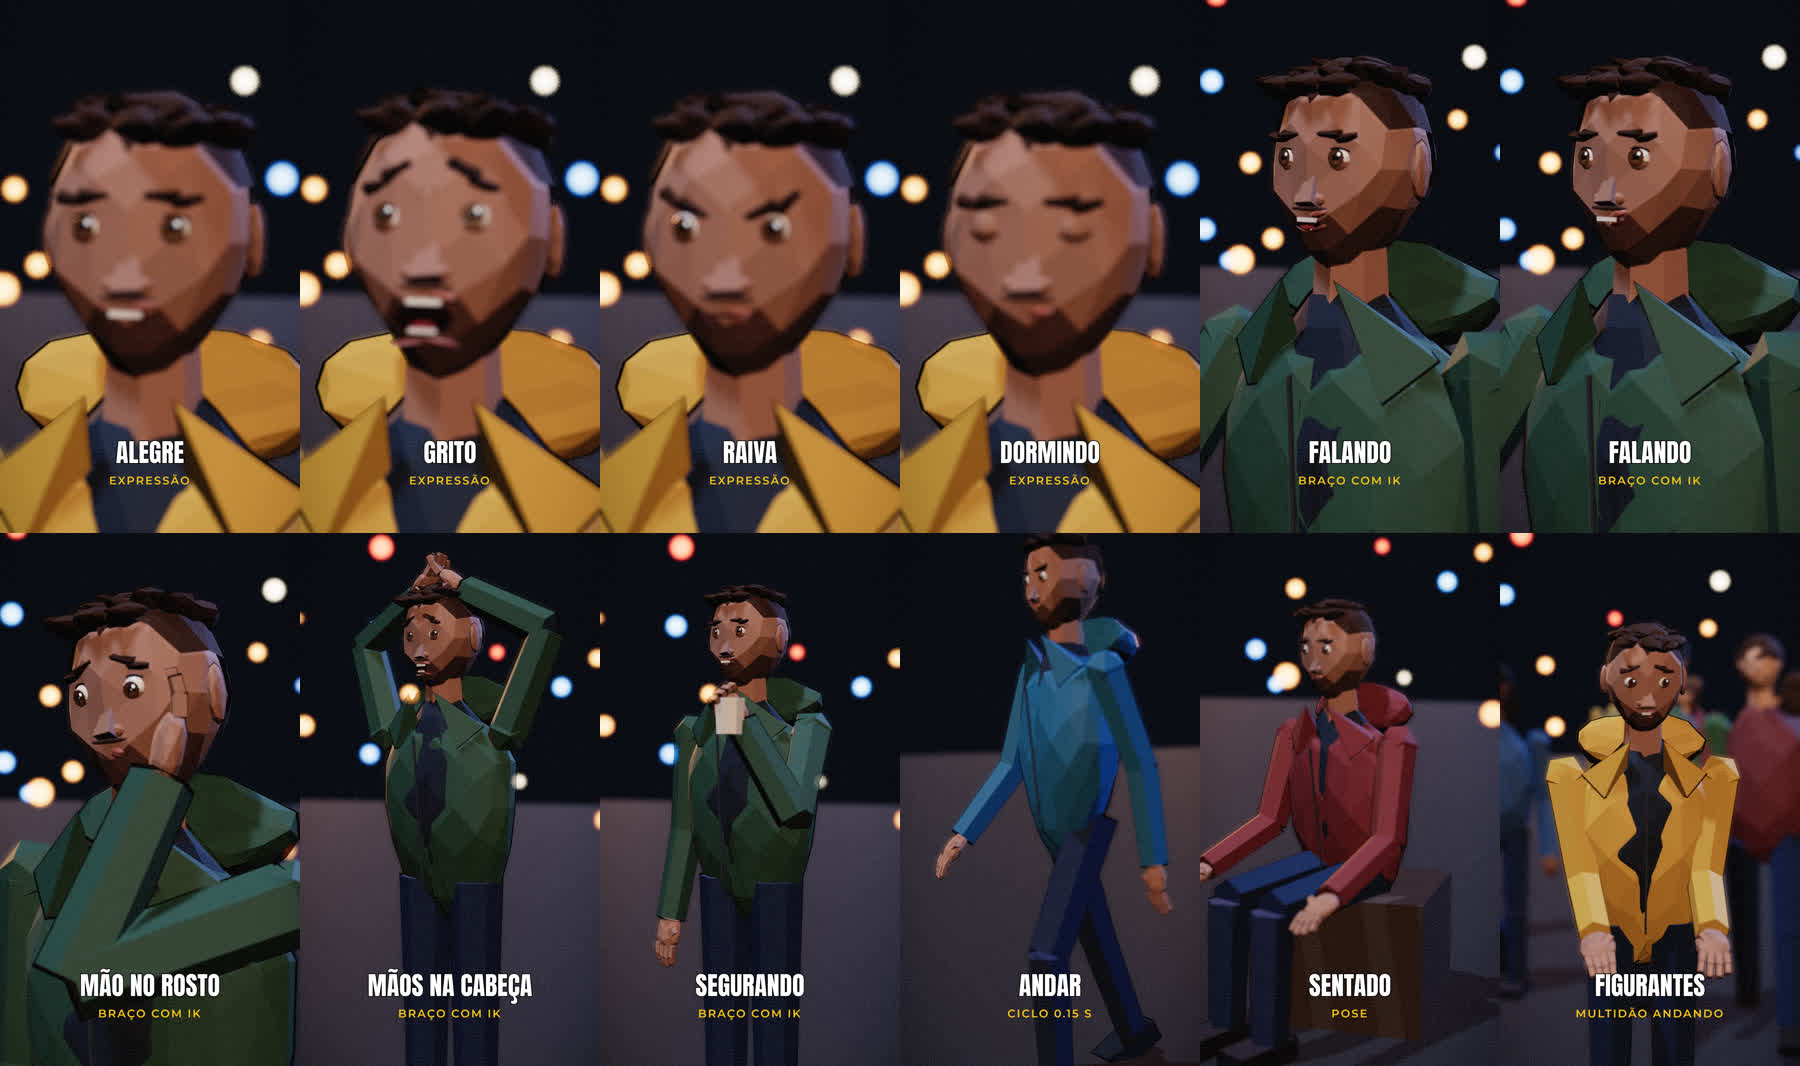 ALEGRE
EXPRESSÃO
GRITO
EXPRESSÃO
RAIVA
EXPRESSÃO
DORMINDO
EXPRESSÃO
FALANDO
BRAÇO COM IK
FALANDO
BRAÇO COM IK
MÃO NO ROSTO
BRAÇO COM IK
MÃOS NA CABEÇA
BRAÇO COM IK
SEGURANDO
BRAÇO COM IK
ANDAR
CICLO 0.15 S
SENTADO
POSE
FIGURANTES
MULTIDÃO ANDANDO